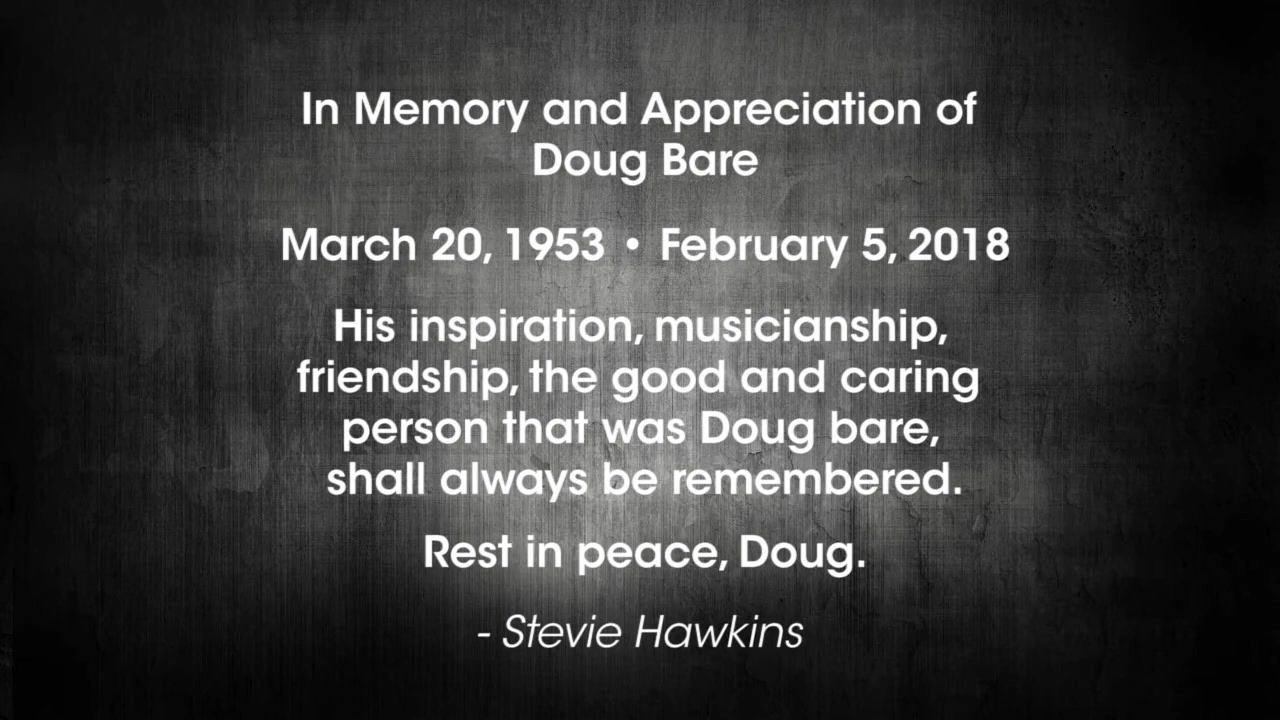 In Memory and Appreciation of
Doug Bare
March 20, 1953 • February 5, 2018
His inspiration, musicianship,
friendship, the good and caring
person that was Doug bare,
shall always be remembered.
Rest in peace, Doug.
- Stevie Hawkins